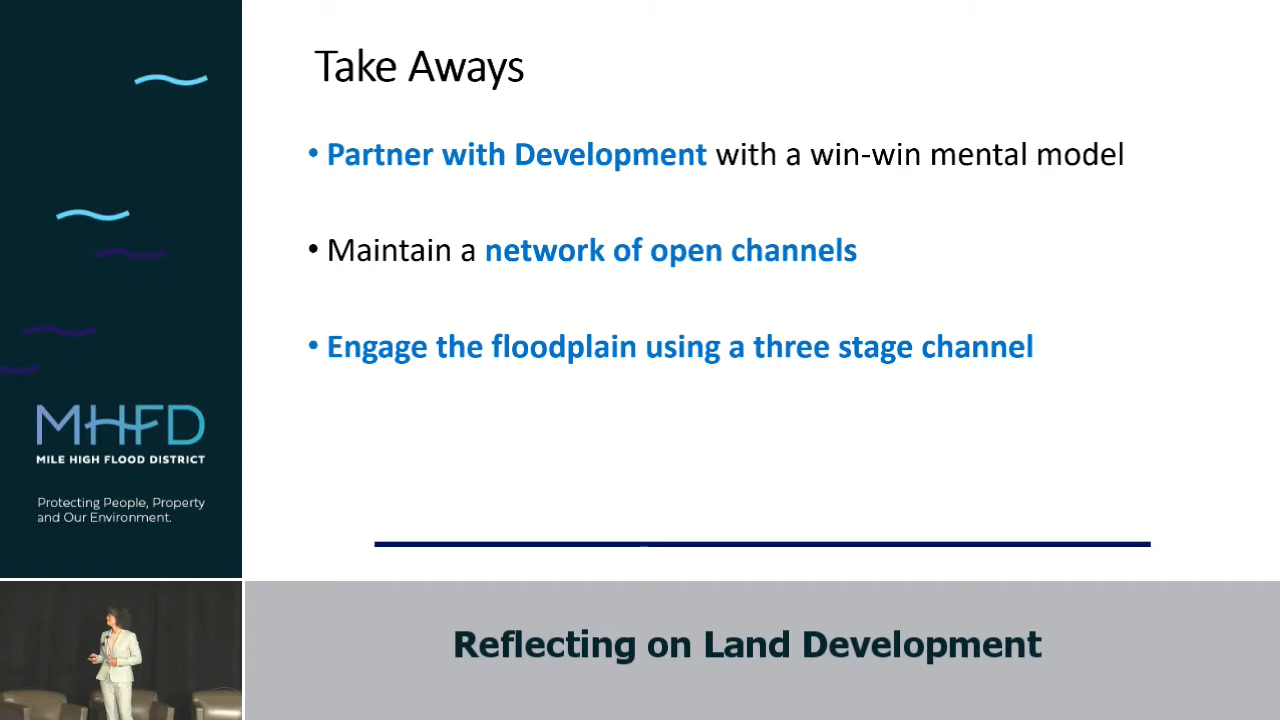 Take Aways
• Partner with Development with a win-win mental model
• Maintain a network of open channels
• Engage the floodplain using a three stage channel
MHFD
MILE HIGH FLOOD DISTRICT
Protecting People, Property
and Our Environment.
Reflecting on Land Development